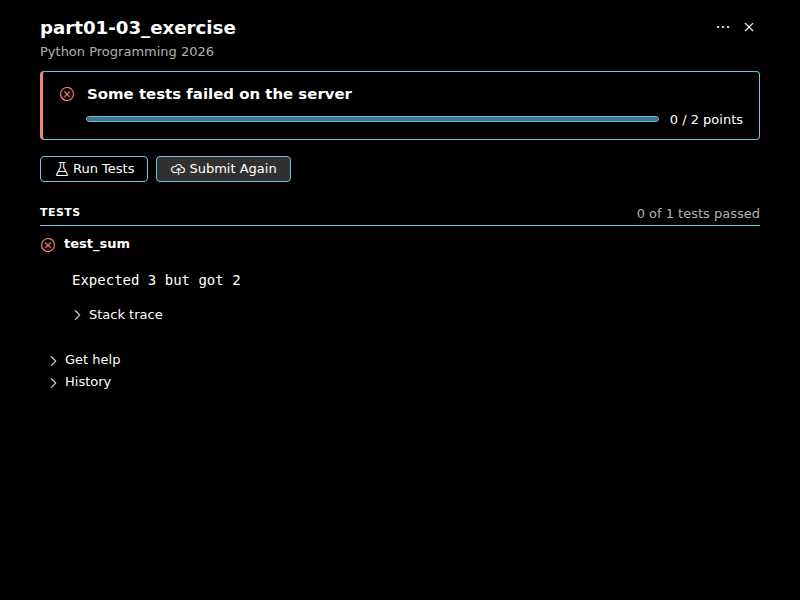 part01-03_exercise
Python Programming 2026
Some tests failed on the server
0 / 2 points
Run Tests
Submit Again
TESTS
0 of 1 tests passed
test_sum
Expected 3 but got 2
Stack trace
Get help
History